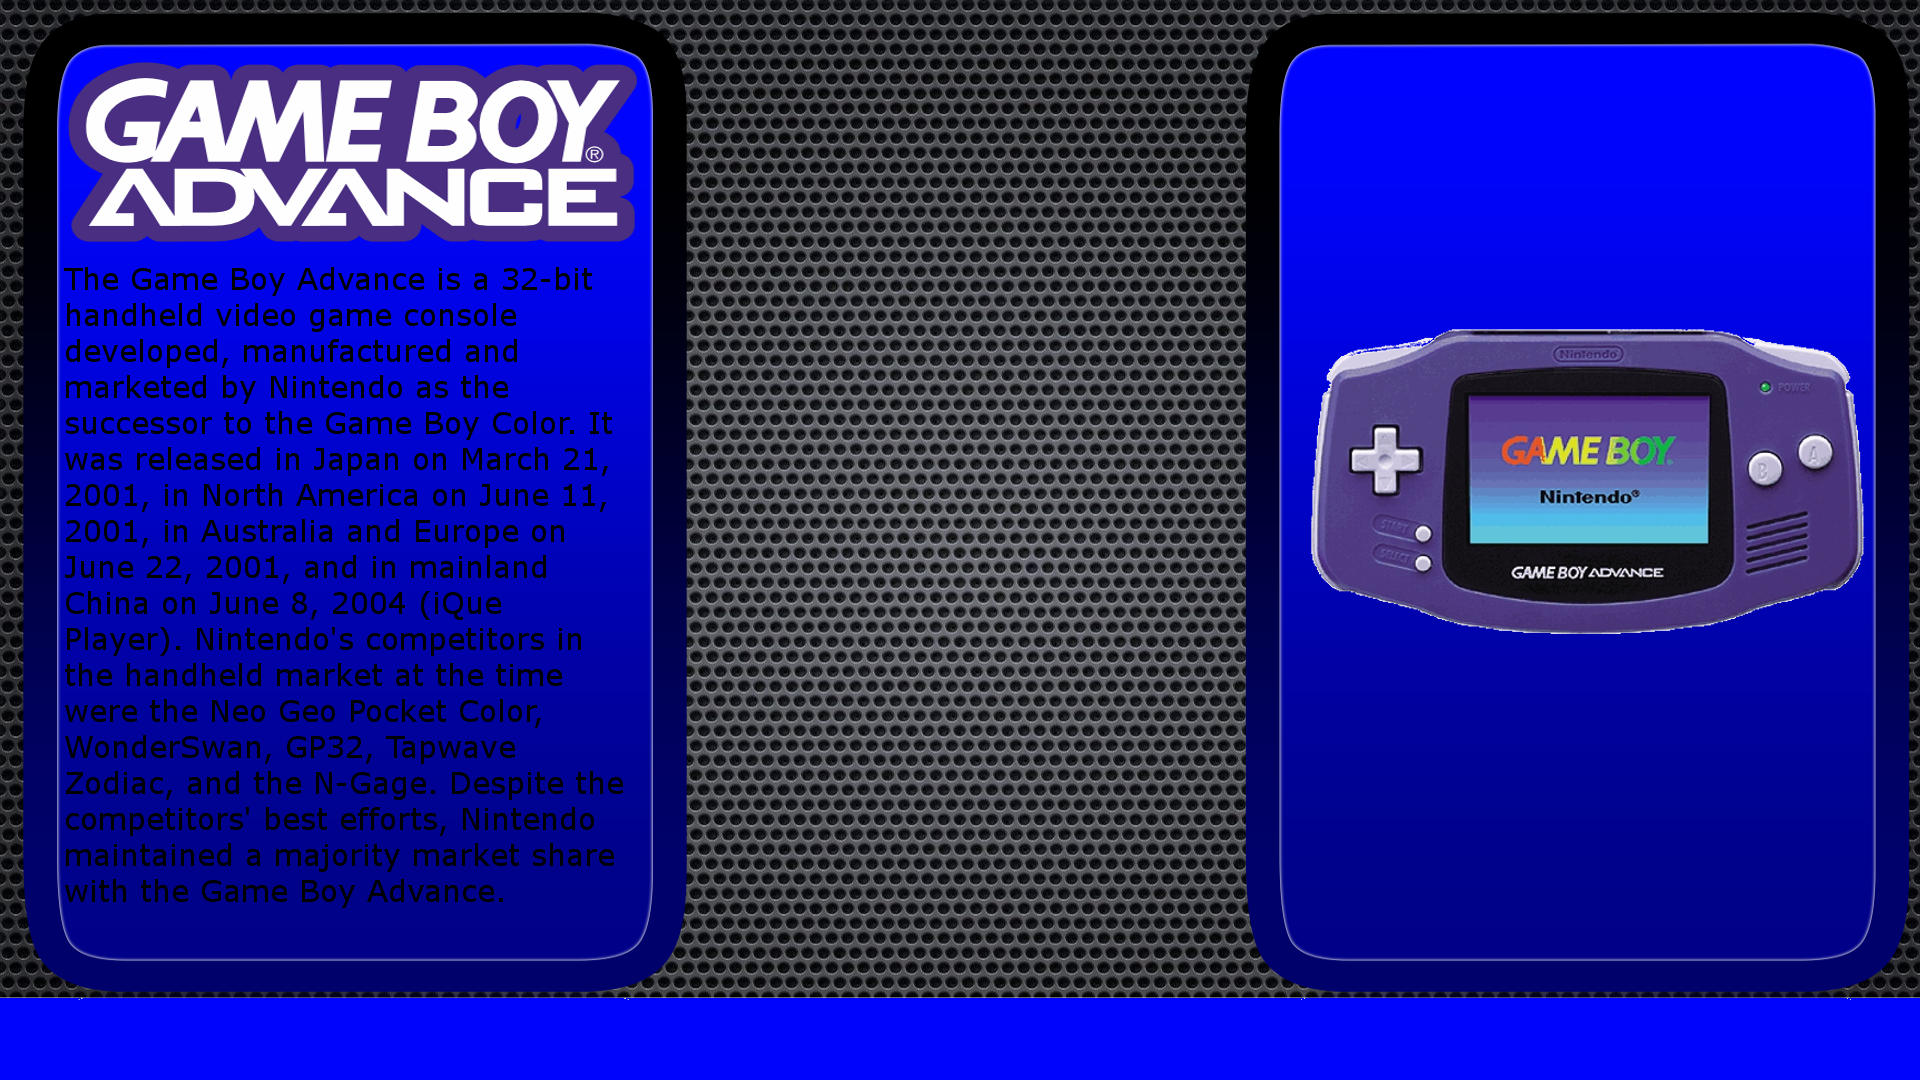 GAME BOY®
ADVANCE
The Game Boy Advance is a 32-bit
handheld video game console
developed, manufactured and
marketed by Nintendo as the
successor to the Game Boy Color. It
was released in Japan on March 21,
2001, in North America on June 11,
2001, in Australia and Europe on
June 22, 2001, and in mainland
China on June 8, 2004 (iQue
Player). Nintendo's competitors in
the handheld market at the time
were the Neo Geo Pocket Color,
WonderSwan, GP32, Tapwave
Zodiac, and the N-Gage. Despite the
competitors' best efforts, Nintendo
maintained a majority market share
with the Game Boy Advance.
Nintendo
POWER
GAME BOY
Nintendo®
A
B
START
SELECT
GAME BOY ADVANCE